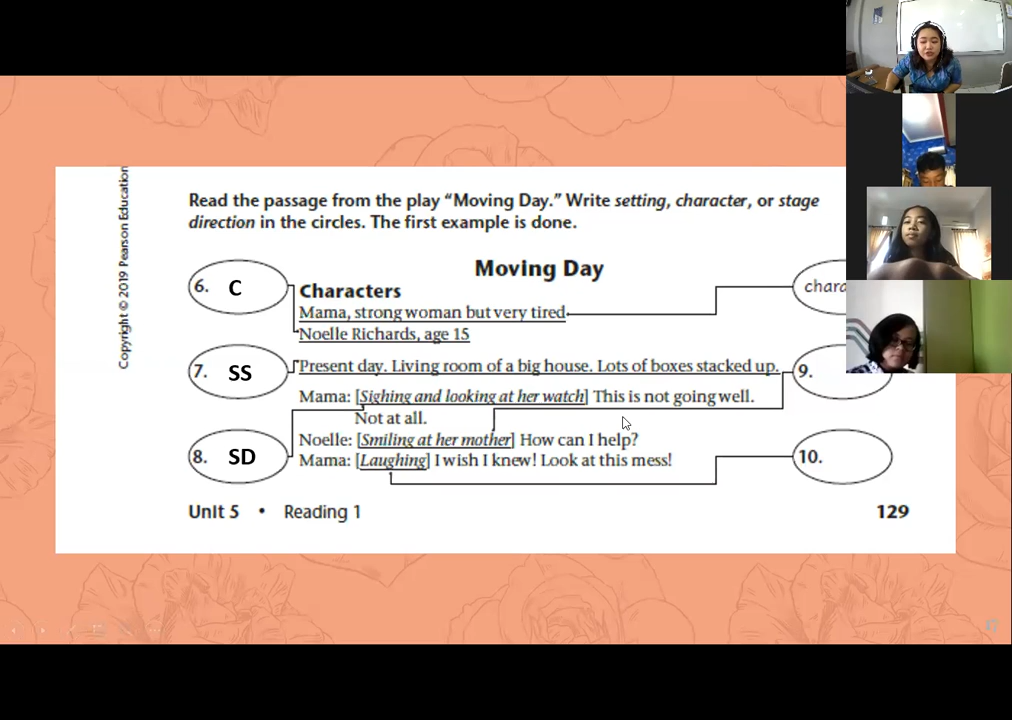 Copyright © 2019 Pearson Education
Read the passage from the play “Moving Day.” Write setting, character, or stage
direction in the circles. The first example is done.
Moving Day
6. C
Characters
Mama, strong woman but very tired
Noelle Richards, age 15
7. SS
Present day. Living room of a big house. Lots of boxes stacked up.
9.
Mama: [Sighing and looking at her watch] This is not going well.
Not at all.
Noelle: [Smiling at her mother] How can I help?
8. SD
Mama: [Laughing] I wish I knew! Look at this mess!
10.
Unit 5 • Reading 1
129